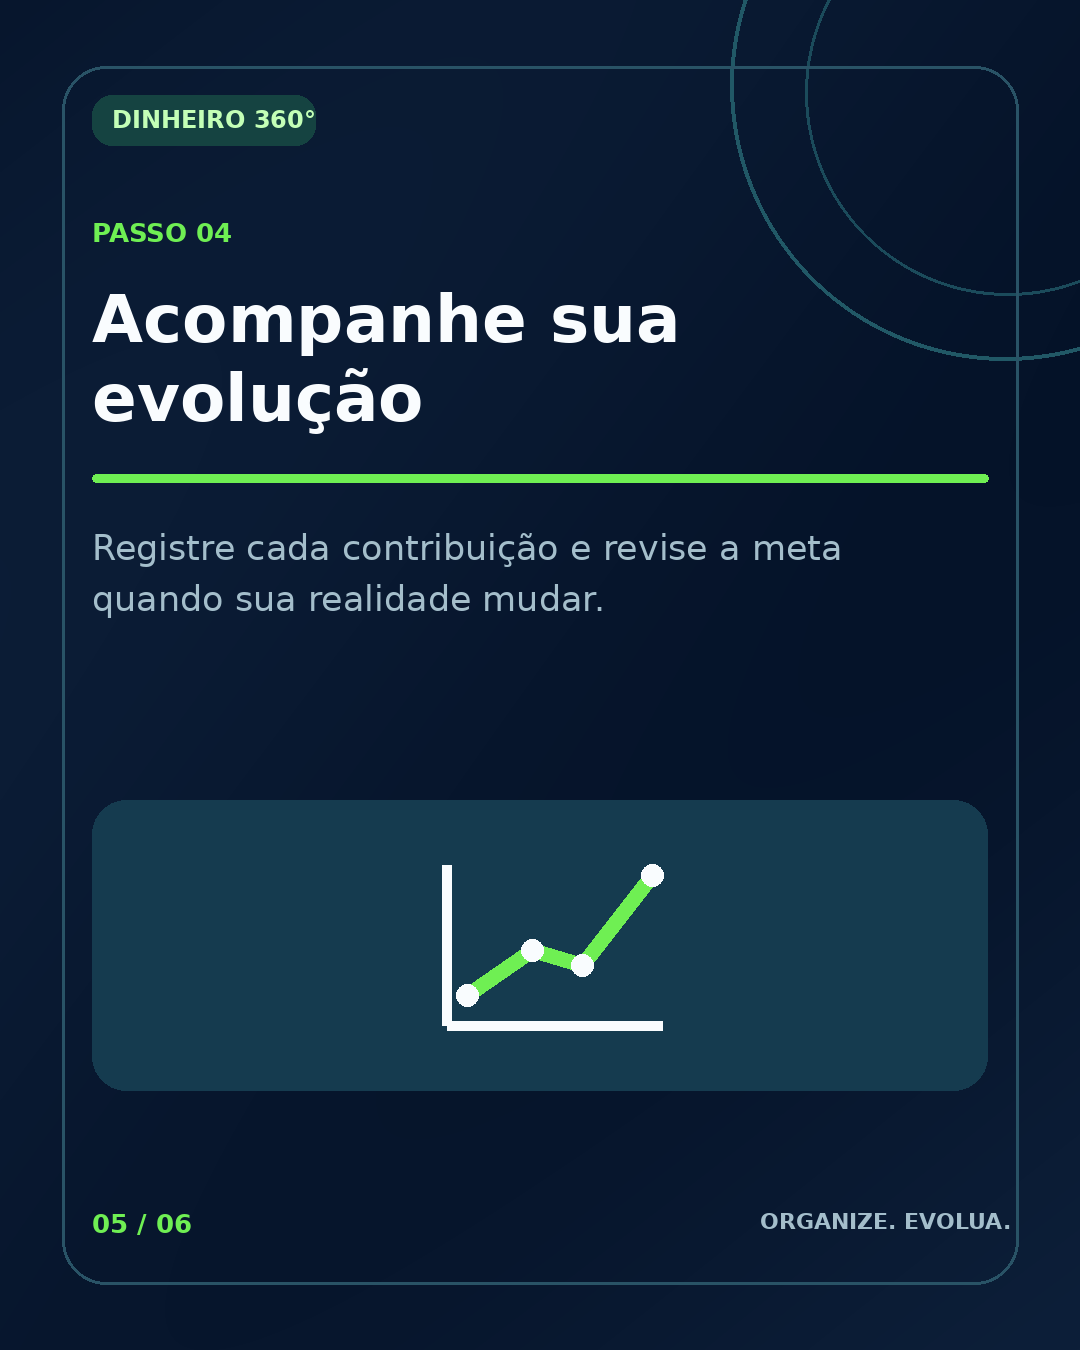 DINHEIRO 360°
PASSO 04
Acompanhe sua
evolução
Registre cada contribuição e revise a meta
quando sua realidade mudar.
05 / 06
ORGANIZE. EVOLUA.